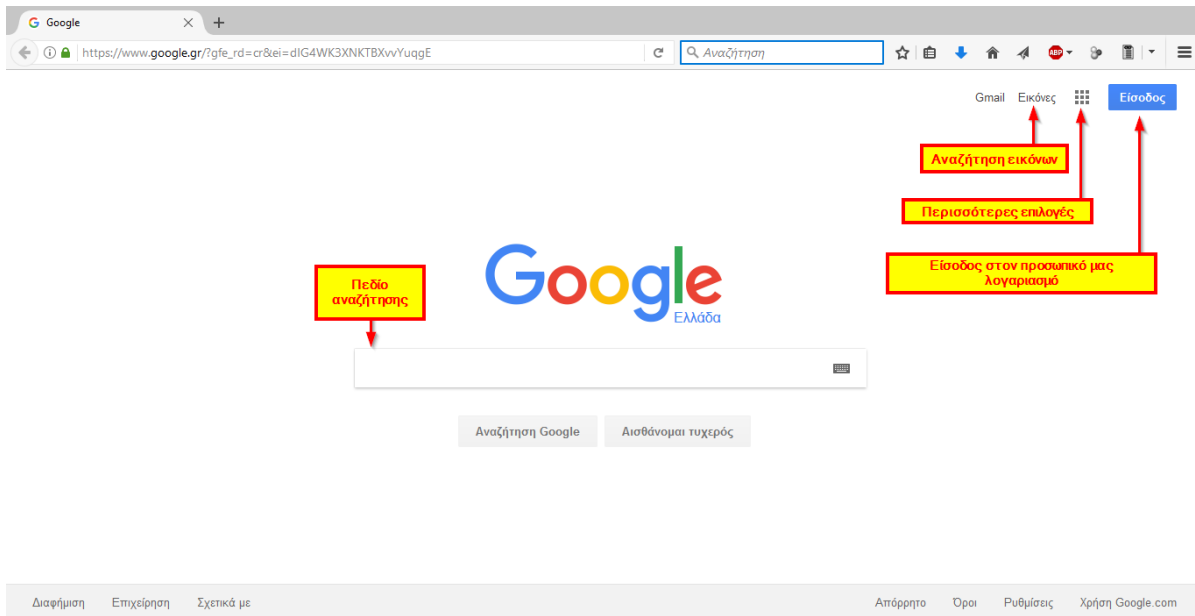 Google
https://www.google.gr/?gfe_rd=cr&ei=dIG4WK3XNKTBXvvYuqgE
Αναζήτηση
ABP
Gmail Εικόνες Είσοδος
Αναζήτηση εικόνων
Περισσότερες επιλογές
Είσοδος στον προσωπικό μας
λογαριασμό
Πεδίο
αναζήτησης
Google
Ελλάδα
Αναζήτηση Google Αισθάνομαι τυχερός
Διαφήμιση Επιχείρηση Σχετικά με Απόρρητο Όροι Ρυθμίσεις Χρήση Google.com